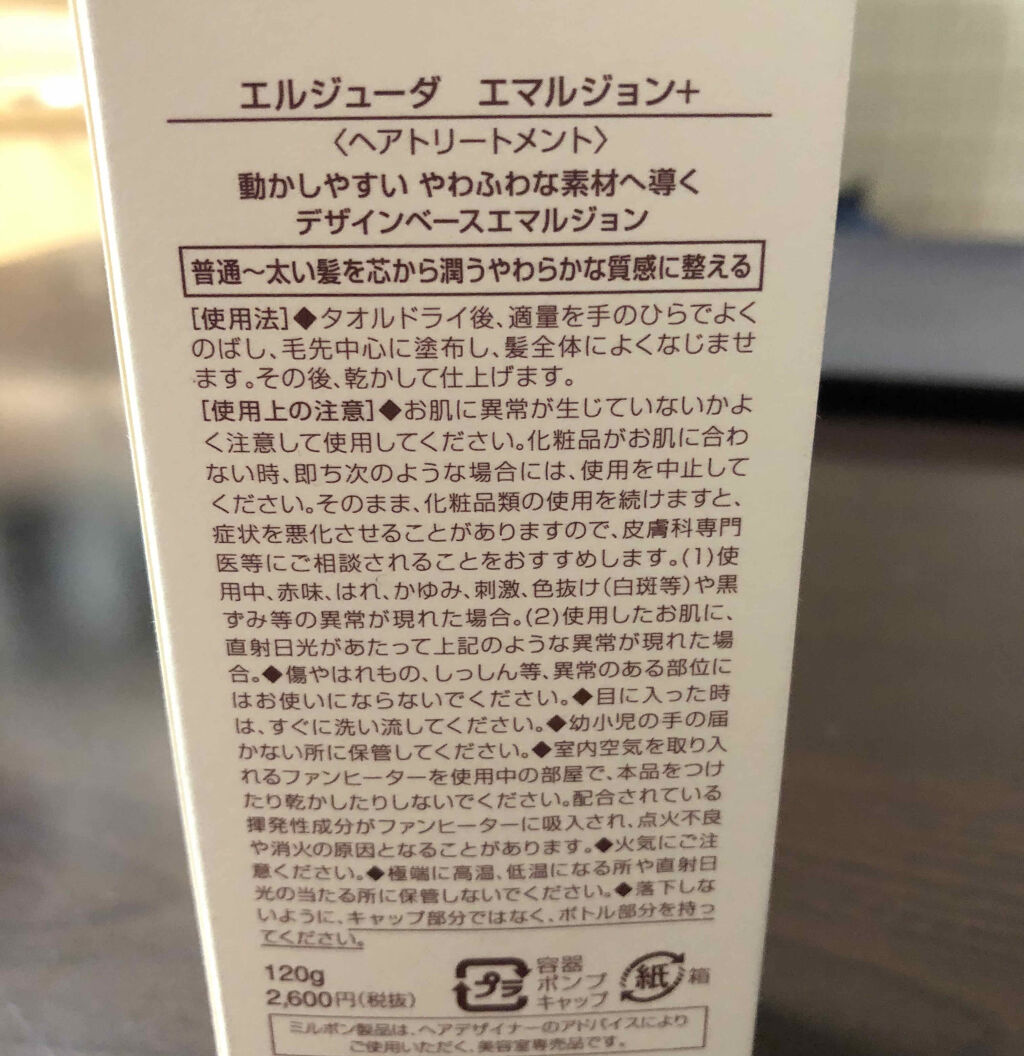 エルジューダ　エマルジョン+
〈ヘアトリートメント〉
動かしやすい やわふわな素材へ導く
デザインベースエマルジョン
普通〜太い髪を芯から潤うやわらかな質感に整える
[使用法]◆タオルドライ後、適量を手のひらでよく
のばし、毛先中心に塗布し、髪全体によくなじませ
ます。その後、乾かして仕上げます。
[使用上の注意]◆お肌に異常が生じていないかよ
く注意して使用してください。化粧品がお肌に合わ
ない時、即ち次のような場合には、使用を中止して
ください。そのまま、化粧品類の使用を続けますと、
症状を悪化させることがありますので、皮膚科専門
医等にご相談されることをおすすめします。(1)使
用中、赤味、はれ、かゆみ、刺激、色抜け(白斑等)や黒
ずみ等の異常が現れた場合。(2)使用したお肌に、
直射日光があたって上記のような異常が現れた場
合。◆傷やはれもの、しっしん等、異常のある部位に
はお使いにならないでください。◆目に入った時
は、すぐに洗い流してください。◆幼小児の手の届
かない所に保管してください。◆室内空気を取り入
れるファンヒーターを使用中の部屋で、本品をつけ
たり乾かしたりしないでください。配合されている
揮発性成分がファンヒーターに吸入され、点火不良
や消火の原因となることがあります。◆火気にご注
意ください。◆極端に高温、低温になる所や直射日
光の当たる所に保管しないでください。◆落下しな
いように、キャップ部分ではなく、ボトル部分を持っ
てください。
120g
2,600円(税抜)
プラ
容器
ポンプ
キャップ
紙
箱
ミルボン製品は、ヘアデザイナーのアドバイスにより
ご使用いただく、美容室専売品です。